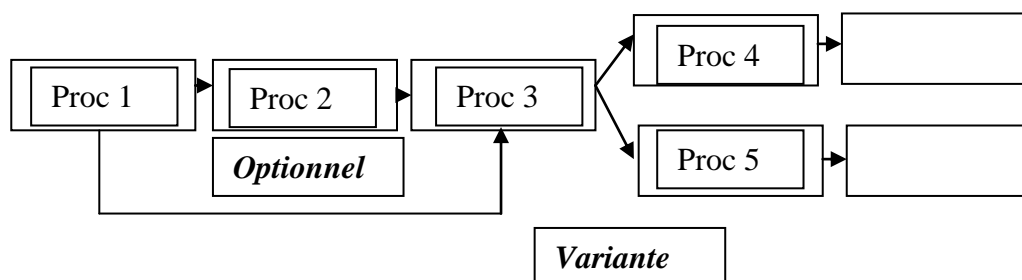 Proc 4
Proc 1
Proc 2
Proc 3
Optionnel
Proc 5
Variante